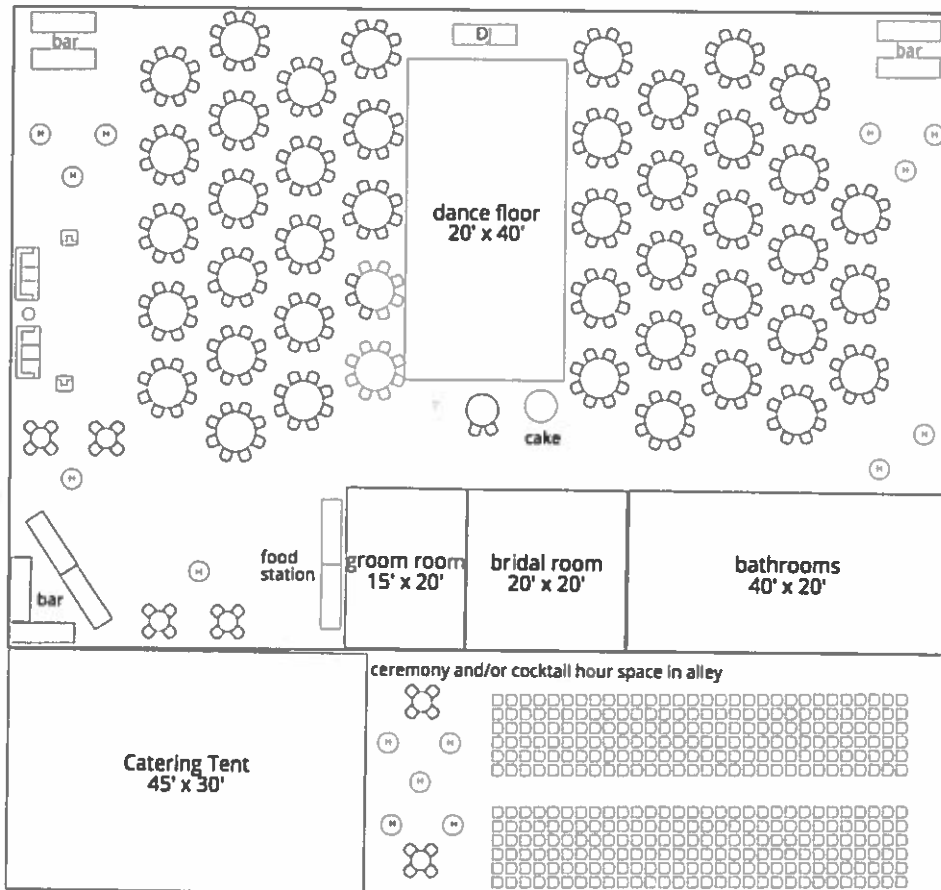 bar
DJ
bar
dance floor
20' x 40'
cake
food
station
groom room
15' x 20'
bridal room
20' x 20'
bathrooms
40' x 20'
bar
ceremony and/or cocktail hour space in alley
Catering Tent
45' x 30'